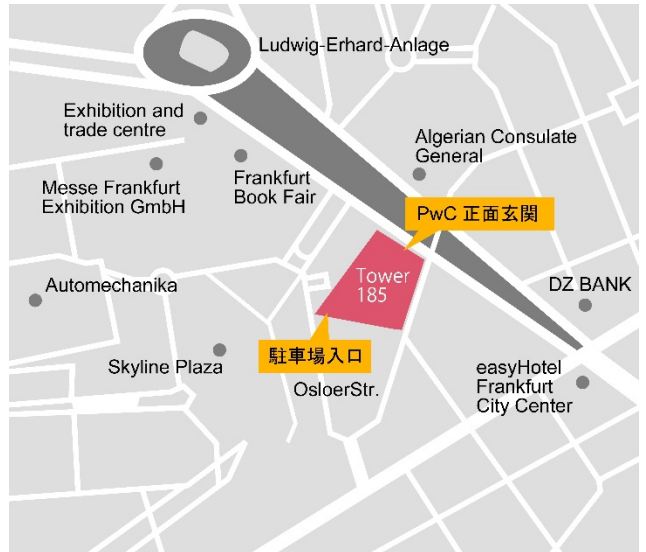 Ludwig-Erhard-Anlage
Exhibition and
trade centre
Algerian Consulate
General
Messe Frankfurt
Exhibition GmbH
Frankfurt
Book Fair
PwC 正面玄関
Tower
185
Automechanika
DZ BANK
駐車場入口
Skyline Plaza
easyHotel
Frankfurt
City Center
OsloerStr.